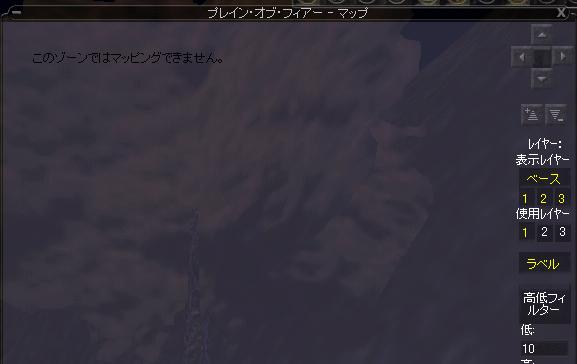 プレイン・オブ・フィアー - マップ
X
このゾーンではマッピングできません。
レイヤー:
表示レイヤー
ベース
1 2 3
使用レイヤー
1 2 3
ラベル
高低フィ
ルター
低:
10
高: